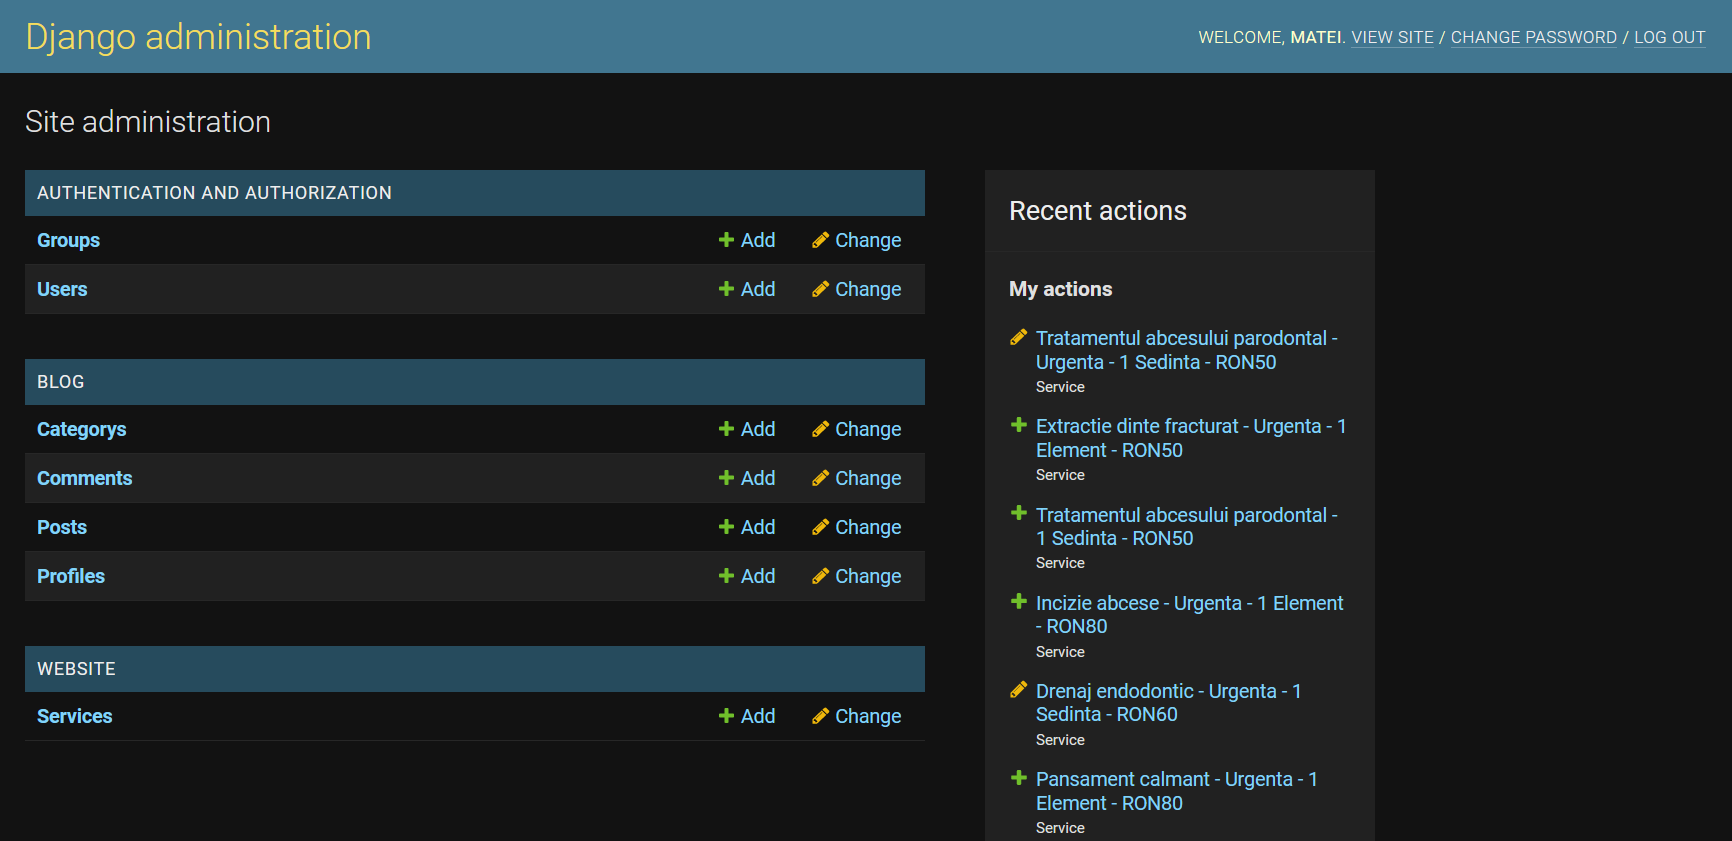 Django administration
WELCOME, MATEI. VIEW SITE / CHANGE PASSWORD / LOG OUT
Site administration
AUTHENTICATION AND AUTHORIZATION
Groups Add Change
Users Add Change
BLOG
Categorys Add Change
Comments Add Change
Posts Add Change
Profiles Add Change
WEBSITE
Services Add Change
Recent actions
My actions
Tratamentul abcesului parodontal -
Urgenta - 1 Sedinta - RON50
Service
Extractie dinte fracturat - Urgenta - 1
Element - RON50
Service
Tratamentul abcesului parodontal -
1 Sedinta - RON50
Service
Incizie abcese - Urgenta - 1 Element
- RON80
Service
Drenaj endodontic - Urgenta - 1
Sedinta - RON60
Service
Pansament calmant - Urgenta - 1
Element - RON80
Service